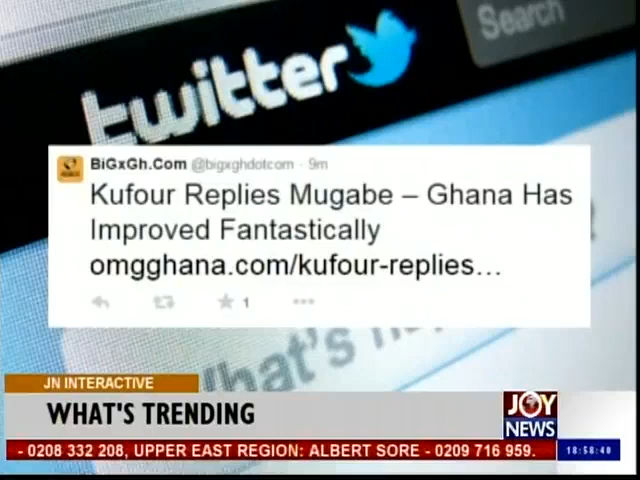 Search
twitter
BiGxGh.Com @bigxghdotcom · 9m
Kufour Replies Mugabe – Ghana Has
Improved Fantastically
omgghana.com/kufour-replies...
1
What's
JN INTERACTIVE
WHAT'S TRENDING
JOY
NEWS
- 0208 332 208, UPPER EAST REGION: ALBERT SORE - 0209 716 959.
18:58:40